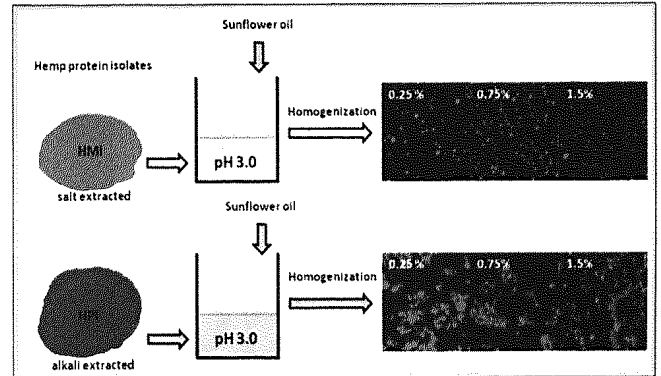 Sunflower oil
Hemp protein isolates
0.25% 0.75% 1.5%
Homogenization
HMI
pH 3.0
salt extracted
Sunflower oil
0.25% 0.75% 1.5%
Homogenization
HPI
pH 3.0
alkali extracted